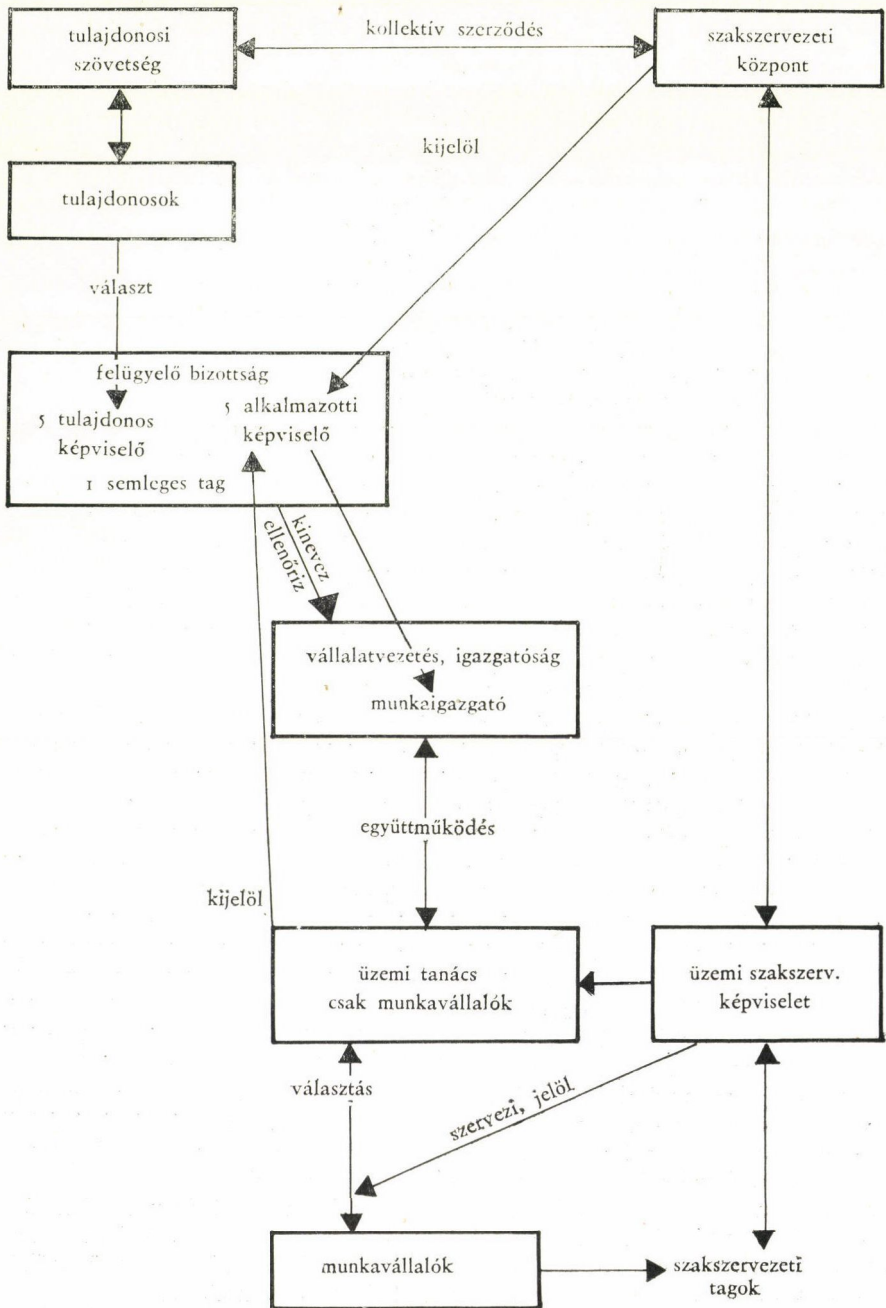 tulajdonosi
szövetség
kollektív szerződés
szakszervezeti
központ
kijelöl
tulajdonosok
választ
felügyelő bizottság
5 tulajdonos
képviselő
5 alkalmazotti
képviselő
1 semleges tag
kinevez
ellenőriz
vállalatvezetés, igazgatóság
munkaigazgató
együttműködés
kijelöl
üzemi tanács
csak munkavállalók
üzemi szakszerv.
képviselet
választás
szervezi, jelöl
munkavállalók
szakszervezeti
tagok